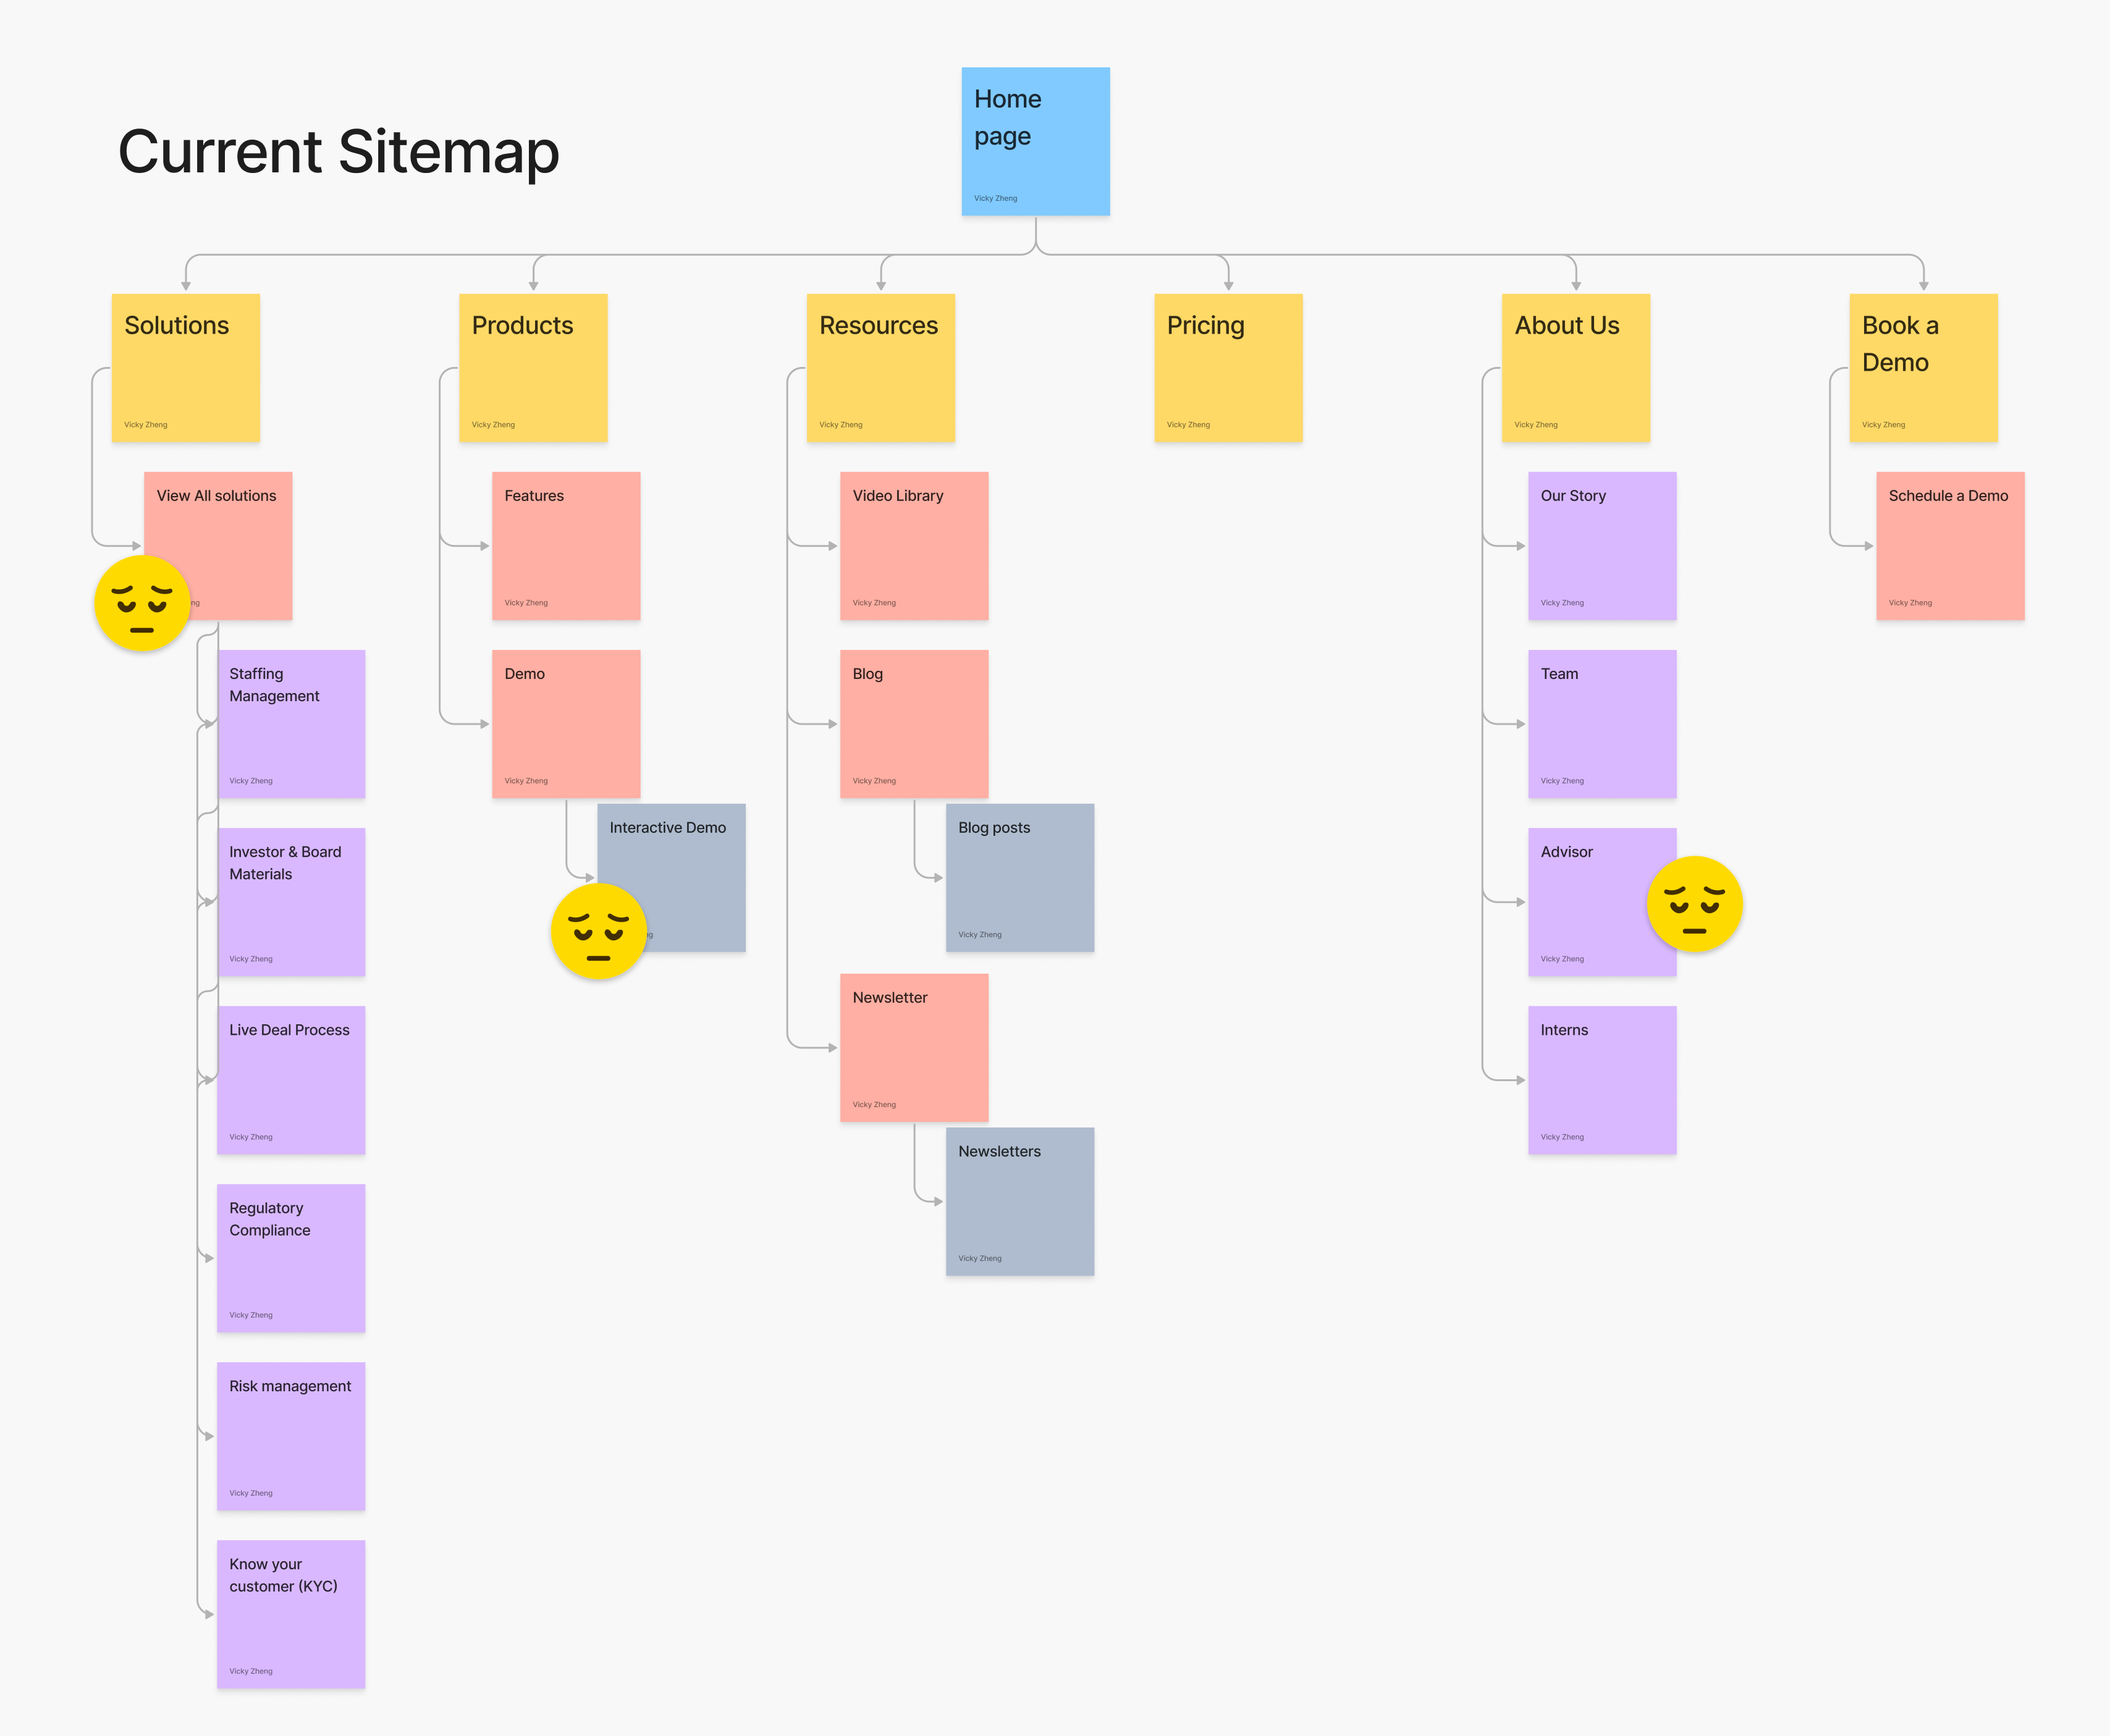 Current Sitemap
Home
page
Vicky Zheng
Solutions
Vicky Zheng
Products
Vicky Zheng
Resources
Vicky Zheng
Pricing
Vicky Zheng
About Us
Vicky Zheng
Book a
Demo
Vicky Zheng
View All solutions
ng
Staffing
Management
Vicky Zheng
Investor & Board
Materials
Vicky Zheng
Live Deal Process
Vicky Zheng
Regulatory
Compliance
Vicky Zheng
Risk management
Vicky Zheng
Know your
customer (KYC)
Vicky Zheng
Features
Vicky Zheng
Demo
Vicky Zheng
Interactive Demo
Video Library
Vicky Zheng
Blog
Vicky Zheng
Blog posts
Vicky Zheng
Newsletter
Vicky Zheng
Newsletters
Vicky Zheng
Our Story
Vicky Zheng
Team
Vicky Zheng
Advisor
Vicky Zheng
Interns
Vicky Zheng
Schedule a Demo
Vicky Zheng